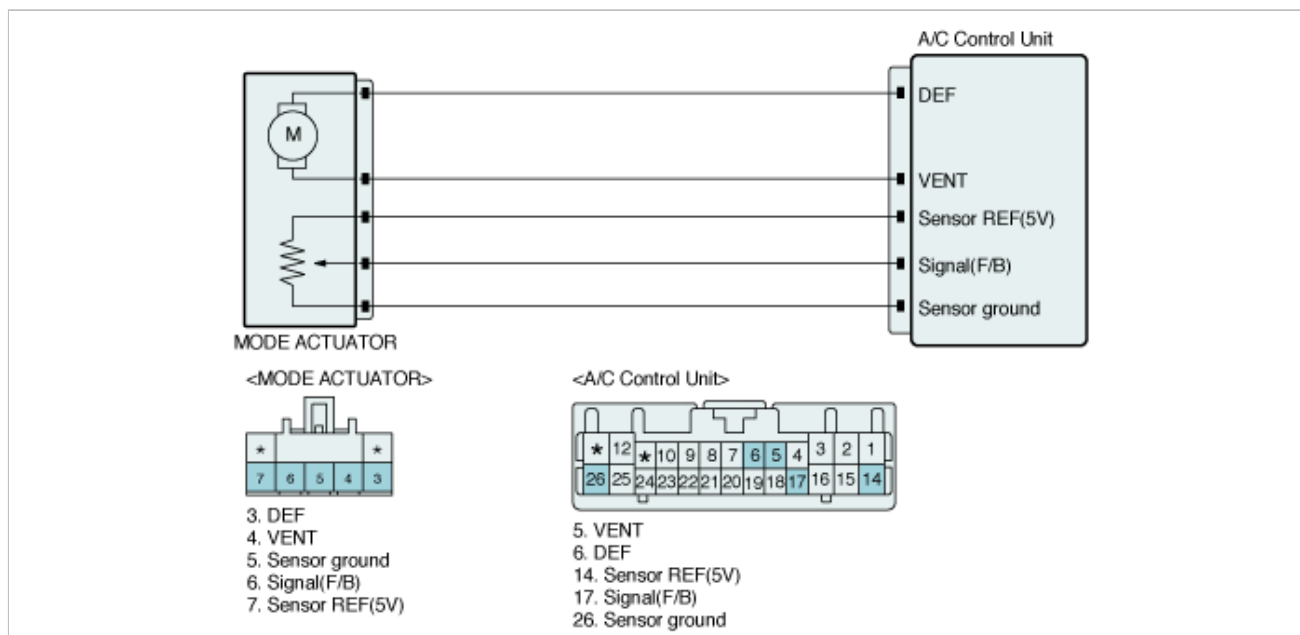 A/C Control Unit
DEF
M
VENT
Sensor REF(5V)
Signal(F/B)
Sensor ground
MODE ACTUATOR
<MODE ACTUATOR>
* *
7 6 5 4 3
3. DEF
4. VENT
5. Sensor ground
6. Signal(F/B)
7. Sensor REF(5V)
<A/C Control Unit>
* 12 * 10 9 8 7 6 5 4 3 2 1
26 25 24 23 22 21 20 19 18 17 16 15 14
5. VENT
6. DEF
14. Sensor REF(5V)
17. Signal(F/B)
26. Sensor ground